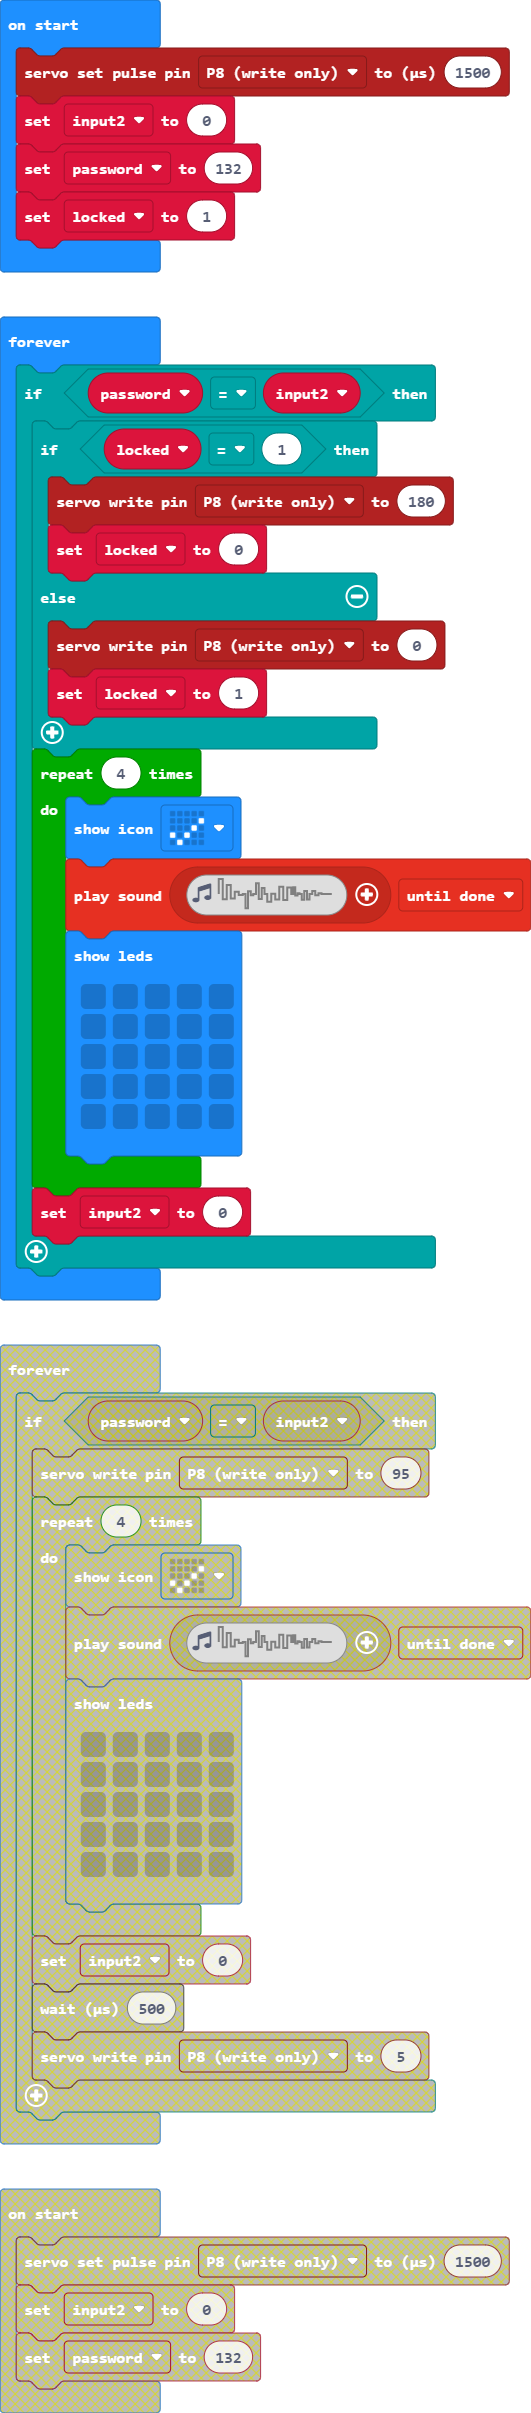 on start
servo set pulse pin P8 (write only) to (μs) 1500
set input2 to 0
set password to 132
set locked to 1
forever
if password = input2 then
if locked = 1 then
servo write pin P8 (write only) to 180
set locked to 0
else
servo write pin P8 (write only) to 0
set locked to 1
repeat 4 times
do
show icon
play sound until done
show leds
set input2 to 0
forever
if password = input2 then
servo write pin P8 (write only) to 95
repeat 4 times
do
show icon
play sound until done
show leds
set input2 to 0
wait (μs) 500
servo write pin P8 (write only) to 5
on start
servo set pulse pin P8 (write only) to (μs) 1500
set input2 to 0
set password to 132